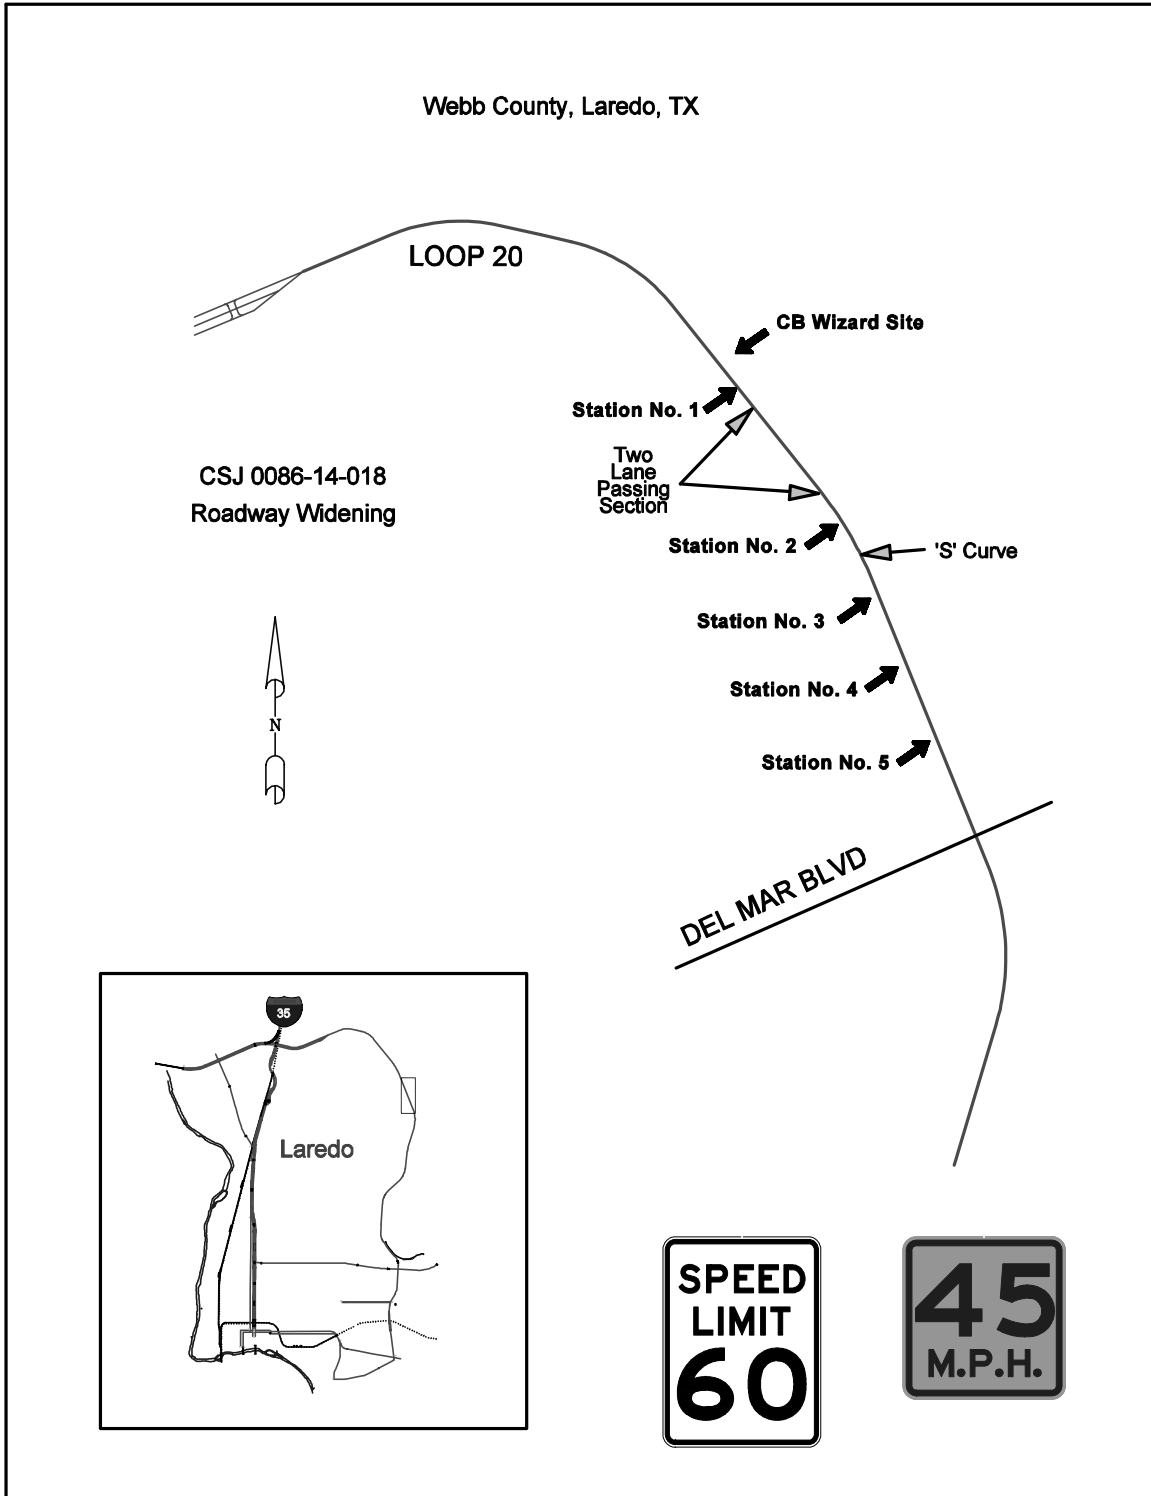 Webb County, Laredo, TX
LOOP 20
CB Wizard Site
Station No. 1
Two
Lane
Passing
Section
CSJ 0086-14-018
Roadway Widening
Station No. 2
'S' Curve
Station No. 3
Station No. 4
N
Station No. 5
DEL MAR BLVD
35
Laredo
SPEED
LIMIT
60
45
M.P.H.